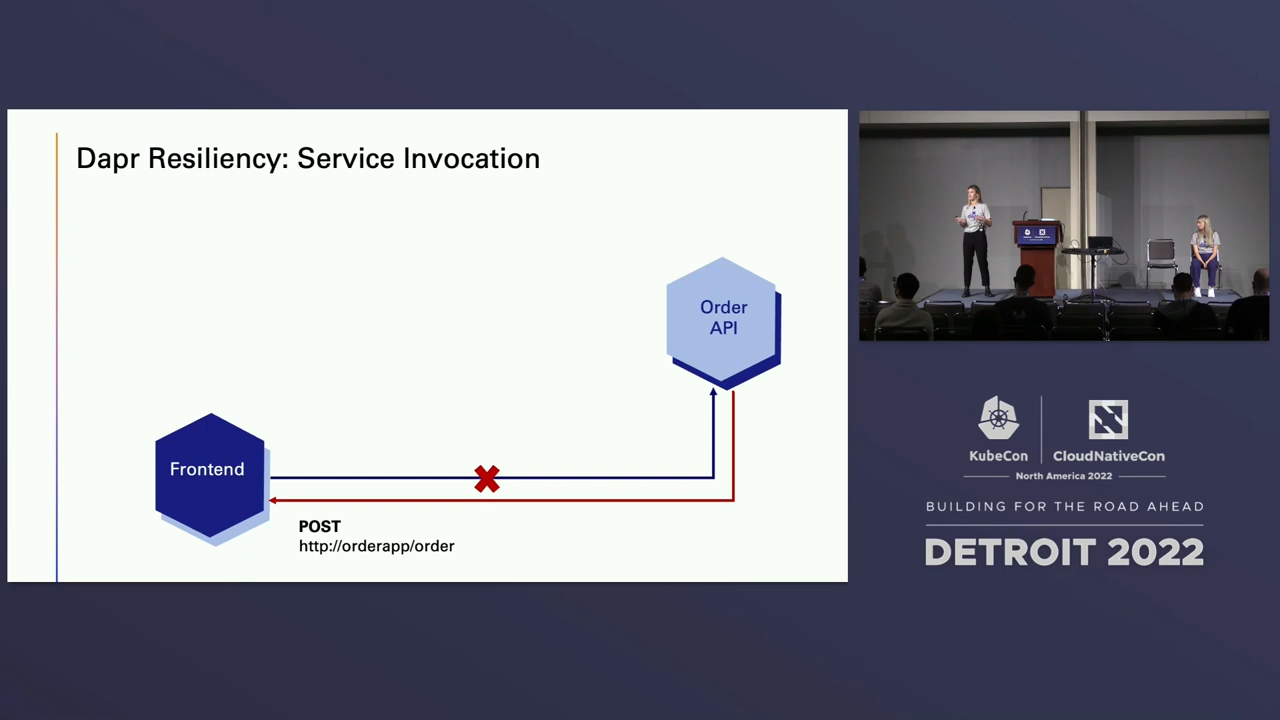 Dapr Resiliency: Service Invocation
Order
API
Frontend
POST
http://orderapp/order
KubeCon
CloudNativeCon
North America 2022
BUILDING FOR THE ROAD AHEAD
DETROIT 2022